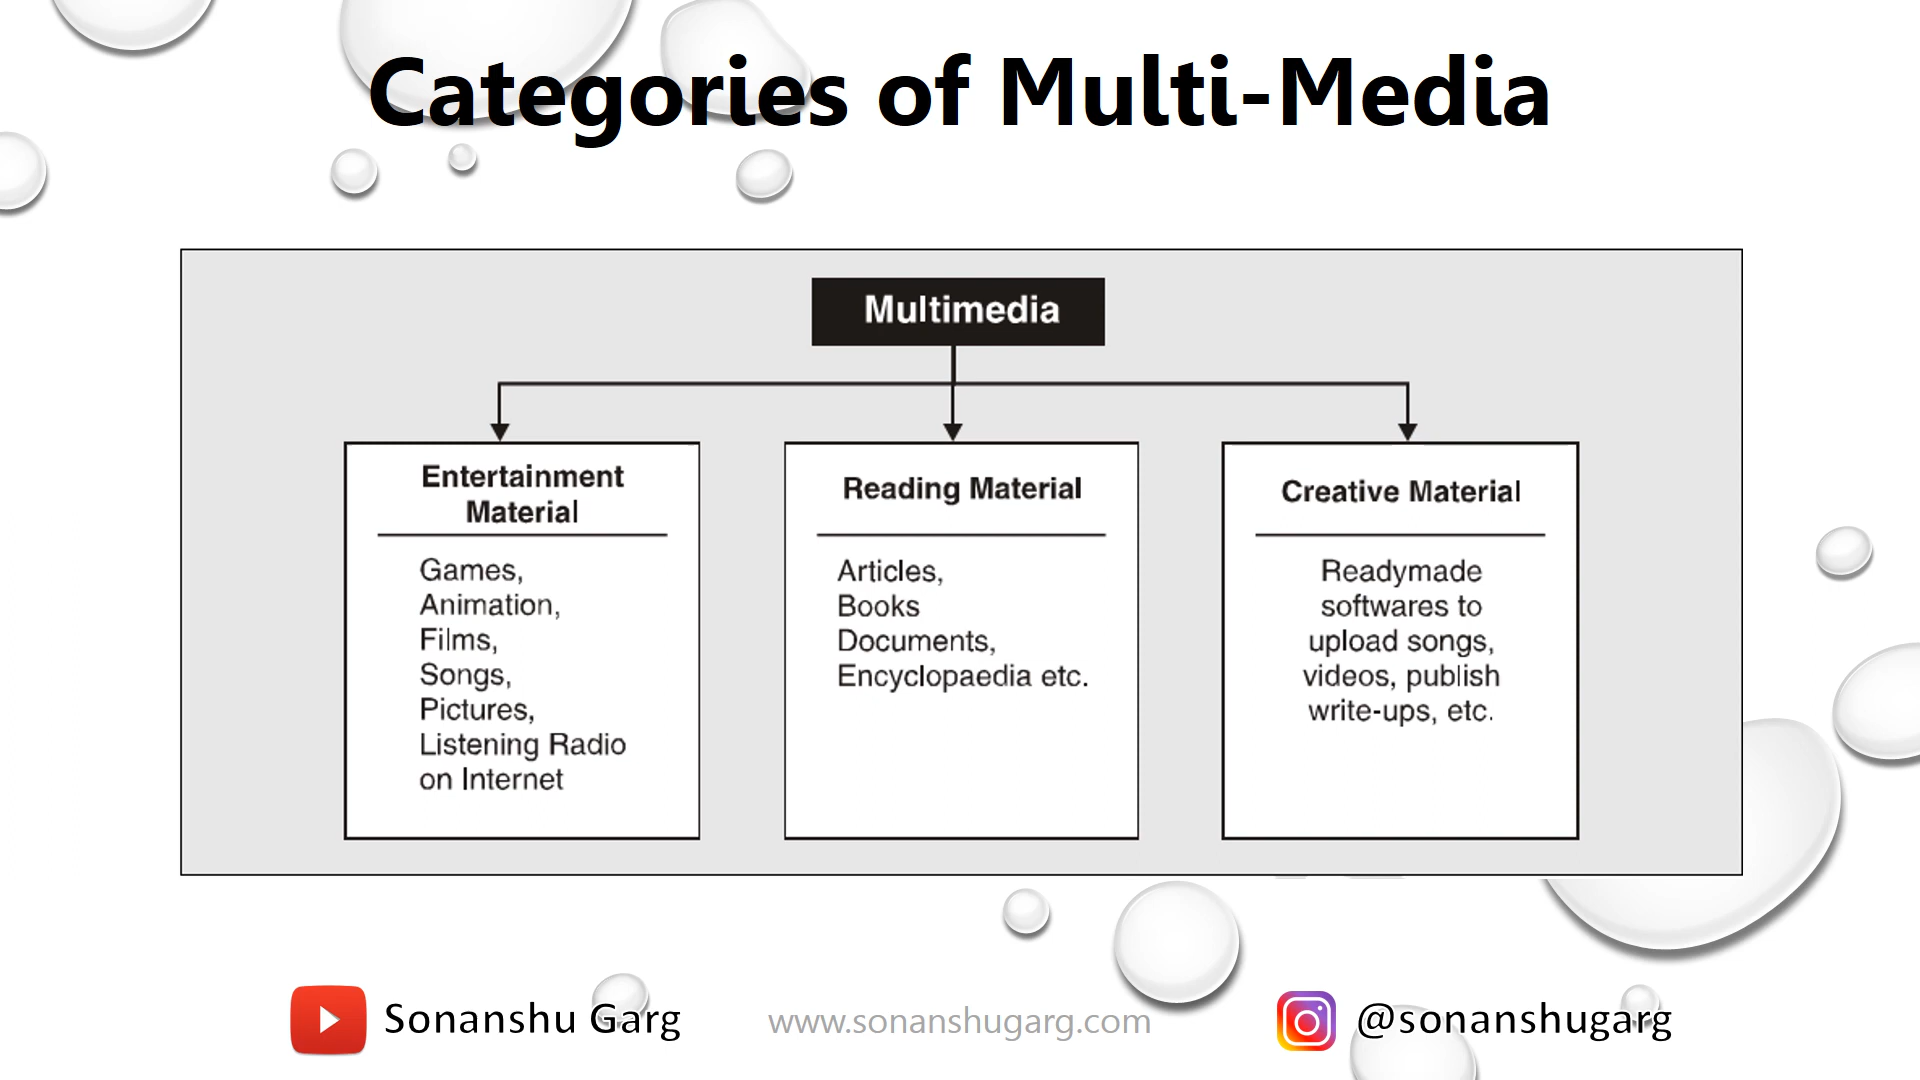 Categories of Multi-Media
Multimedia
Entertainment
Material
Games,
Animation,
Films,
Songs,
Pictures,
Listening Radio
on Internet
Reading Material
Articles,
Books
Documents,
Encyclopaedia etc.
Creative Material
Readymade
softwares to
upload songs,
videos, publish
write-ups, etc.
Sonanshu Garg
www.sonanshugarg.com
@sonanshugarg